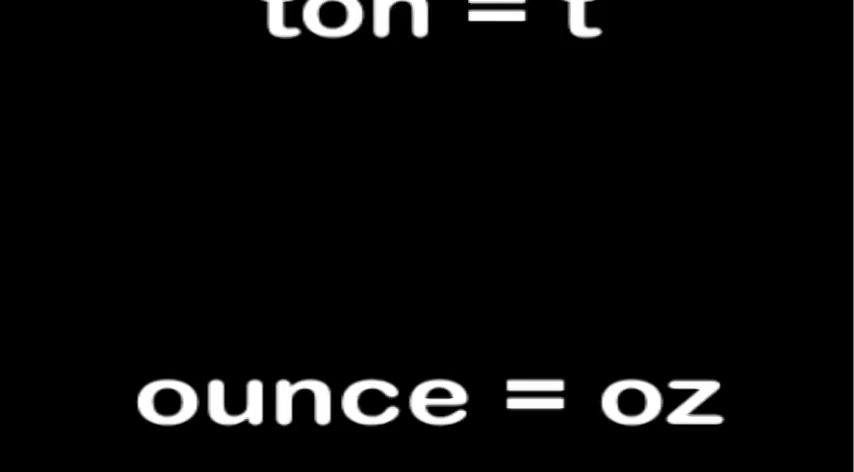 ton = t
ounce = oz